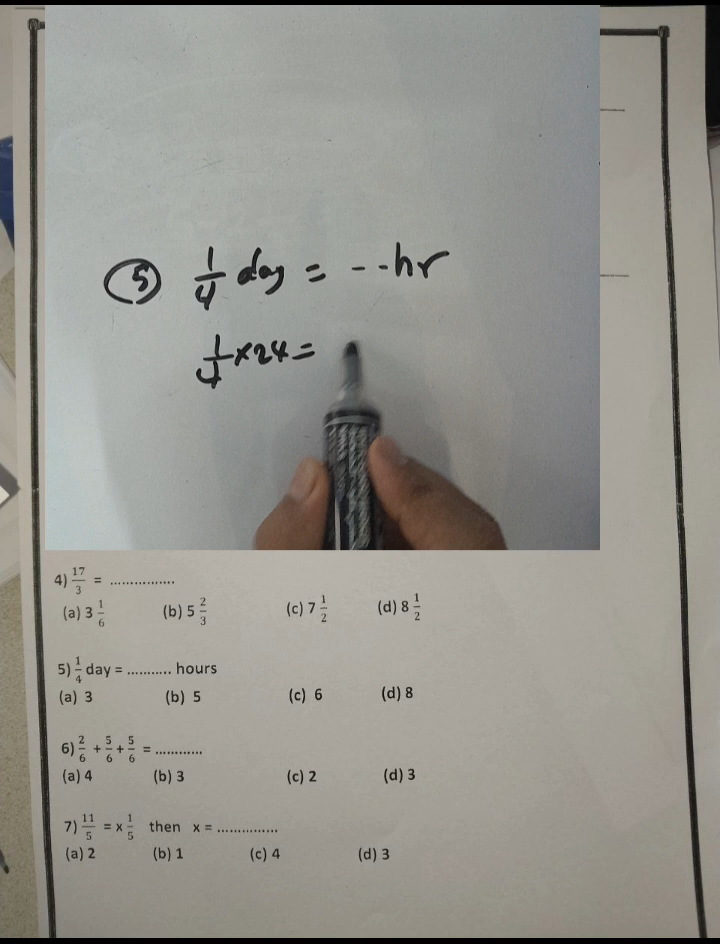 5 1/4 day = --hr
1/4 x 24 =
4) 17/3 = ................
(a) 3 1/6 (b) 5 2/3 (c) 7 1/2 (d) 8 1/2
5) 1/4 day = ........... hours
(a) 3 (b) 5 (c) 6 (d) 8
6) 2/6 + 5/6 + 5/6 = ............
(a) 4 (b) 3 (c) 2 (d) 3
7) 11/5 = x 1/5 then x = ...............
(a) 2 (b) 1 (c) 4 (d) 3